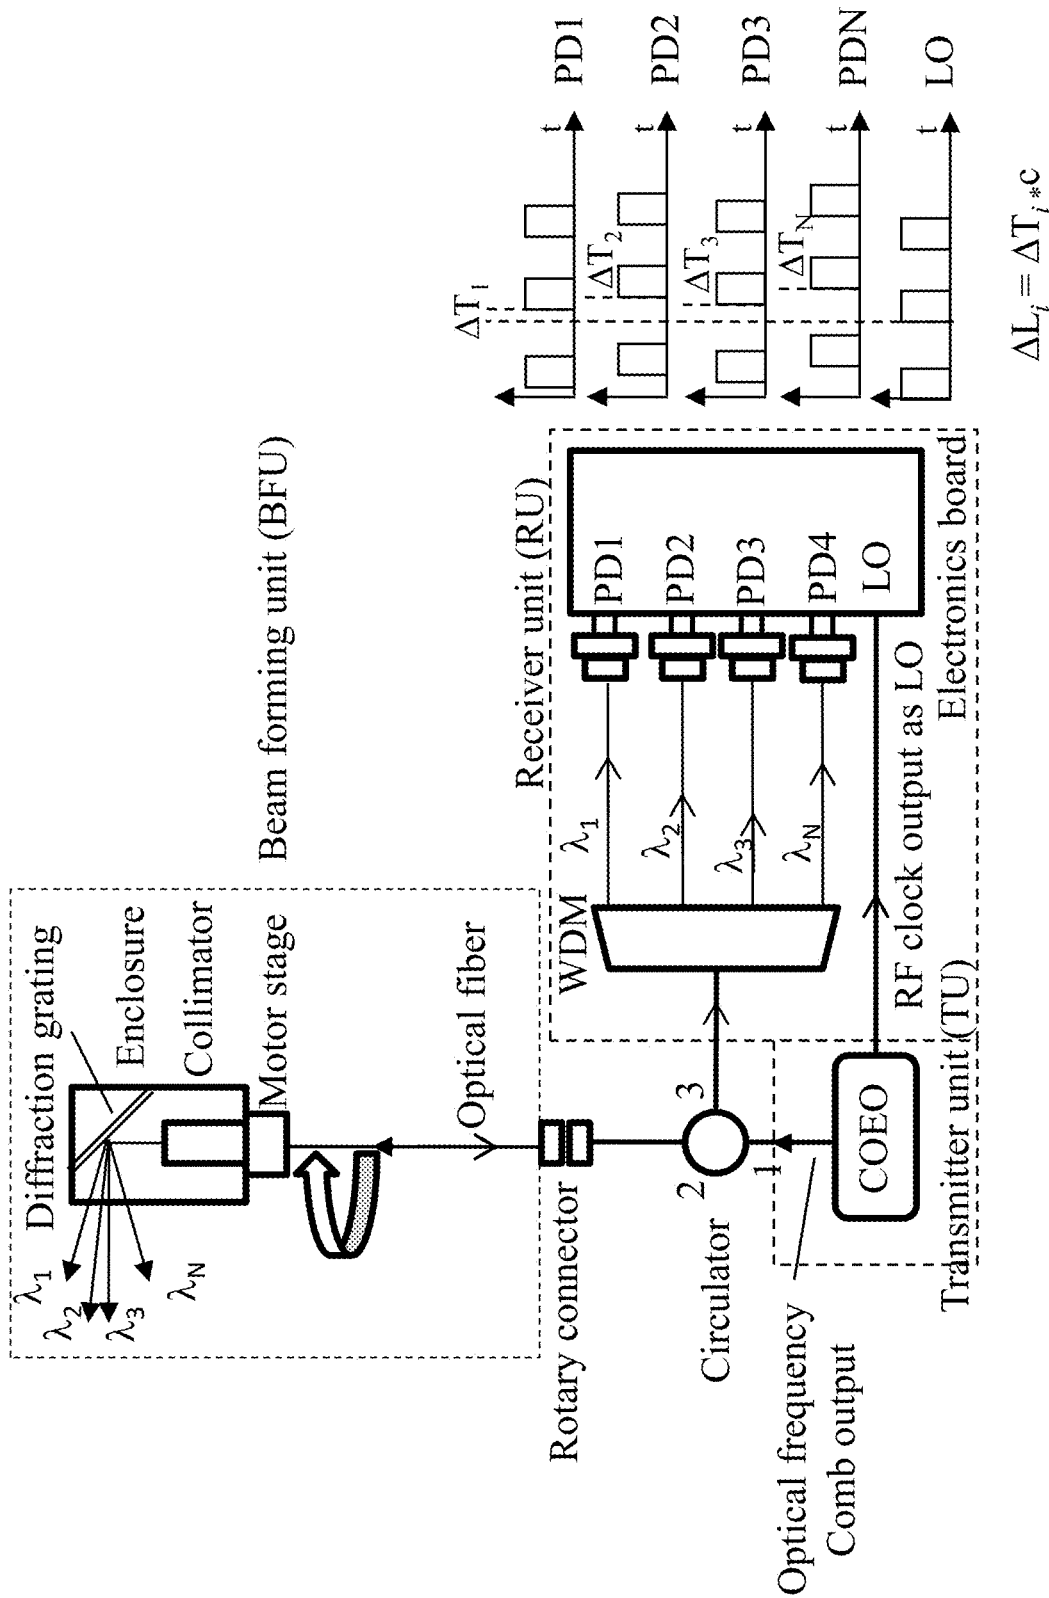 Diffraction grating
Enclosure
Collimator
Motor stage
λ1
λ2
λ3
λN
Beam forming unit (BFU)
Optical fiber
Rotary connector
Circulator
1
2
3
Optical frequency
Comb output
COEO
Transmitter unit (TU)
Receiver unit (RU)
WDM
λ1
λ2
λ3
λN
PD1
PD2
PD3
PD4
LO
RF clock output as LO
Electronics board
ΔT1
t
PD1
ΔT2
t
PD2
ΔT3
t
PD3
ΔTN
t
PDN
t
LO
ΔLi = ΔTi*c